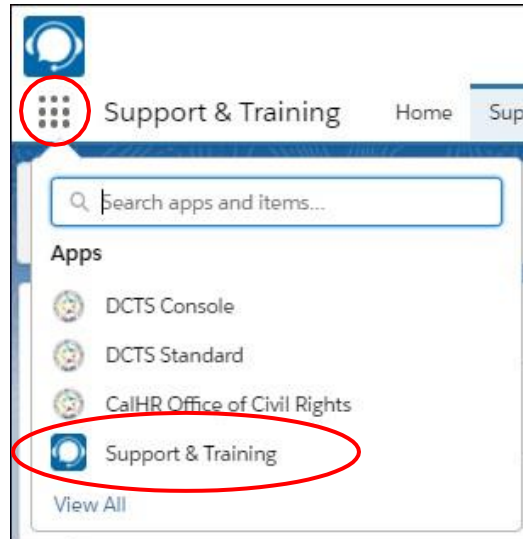 Support & Training Home Sup
Search apps and items...
Apps
DCTS Console
DCTS Standard
CalHR Office of Civil Rights
Support & Training
View All